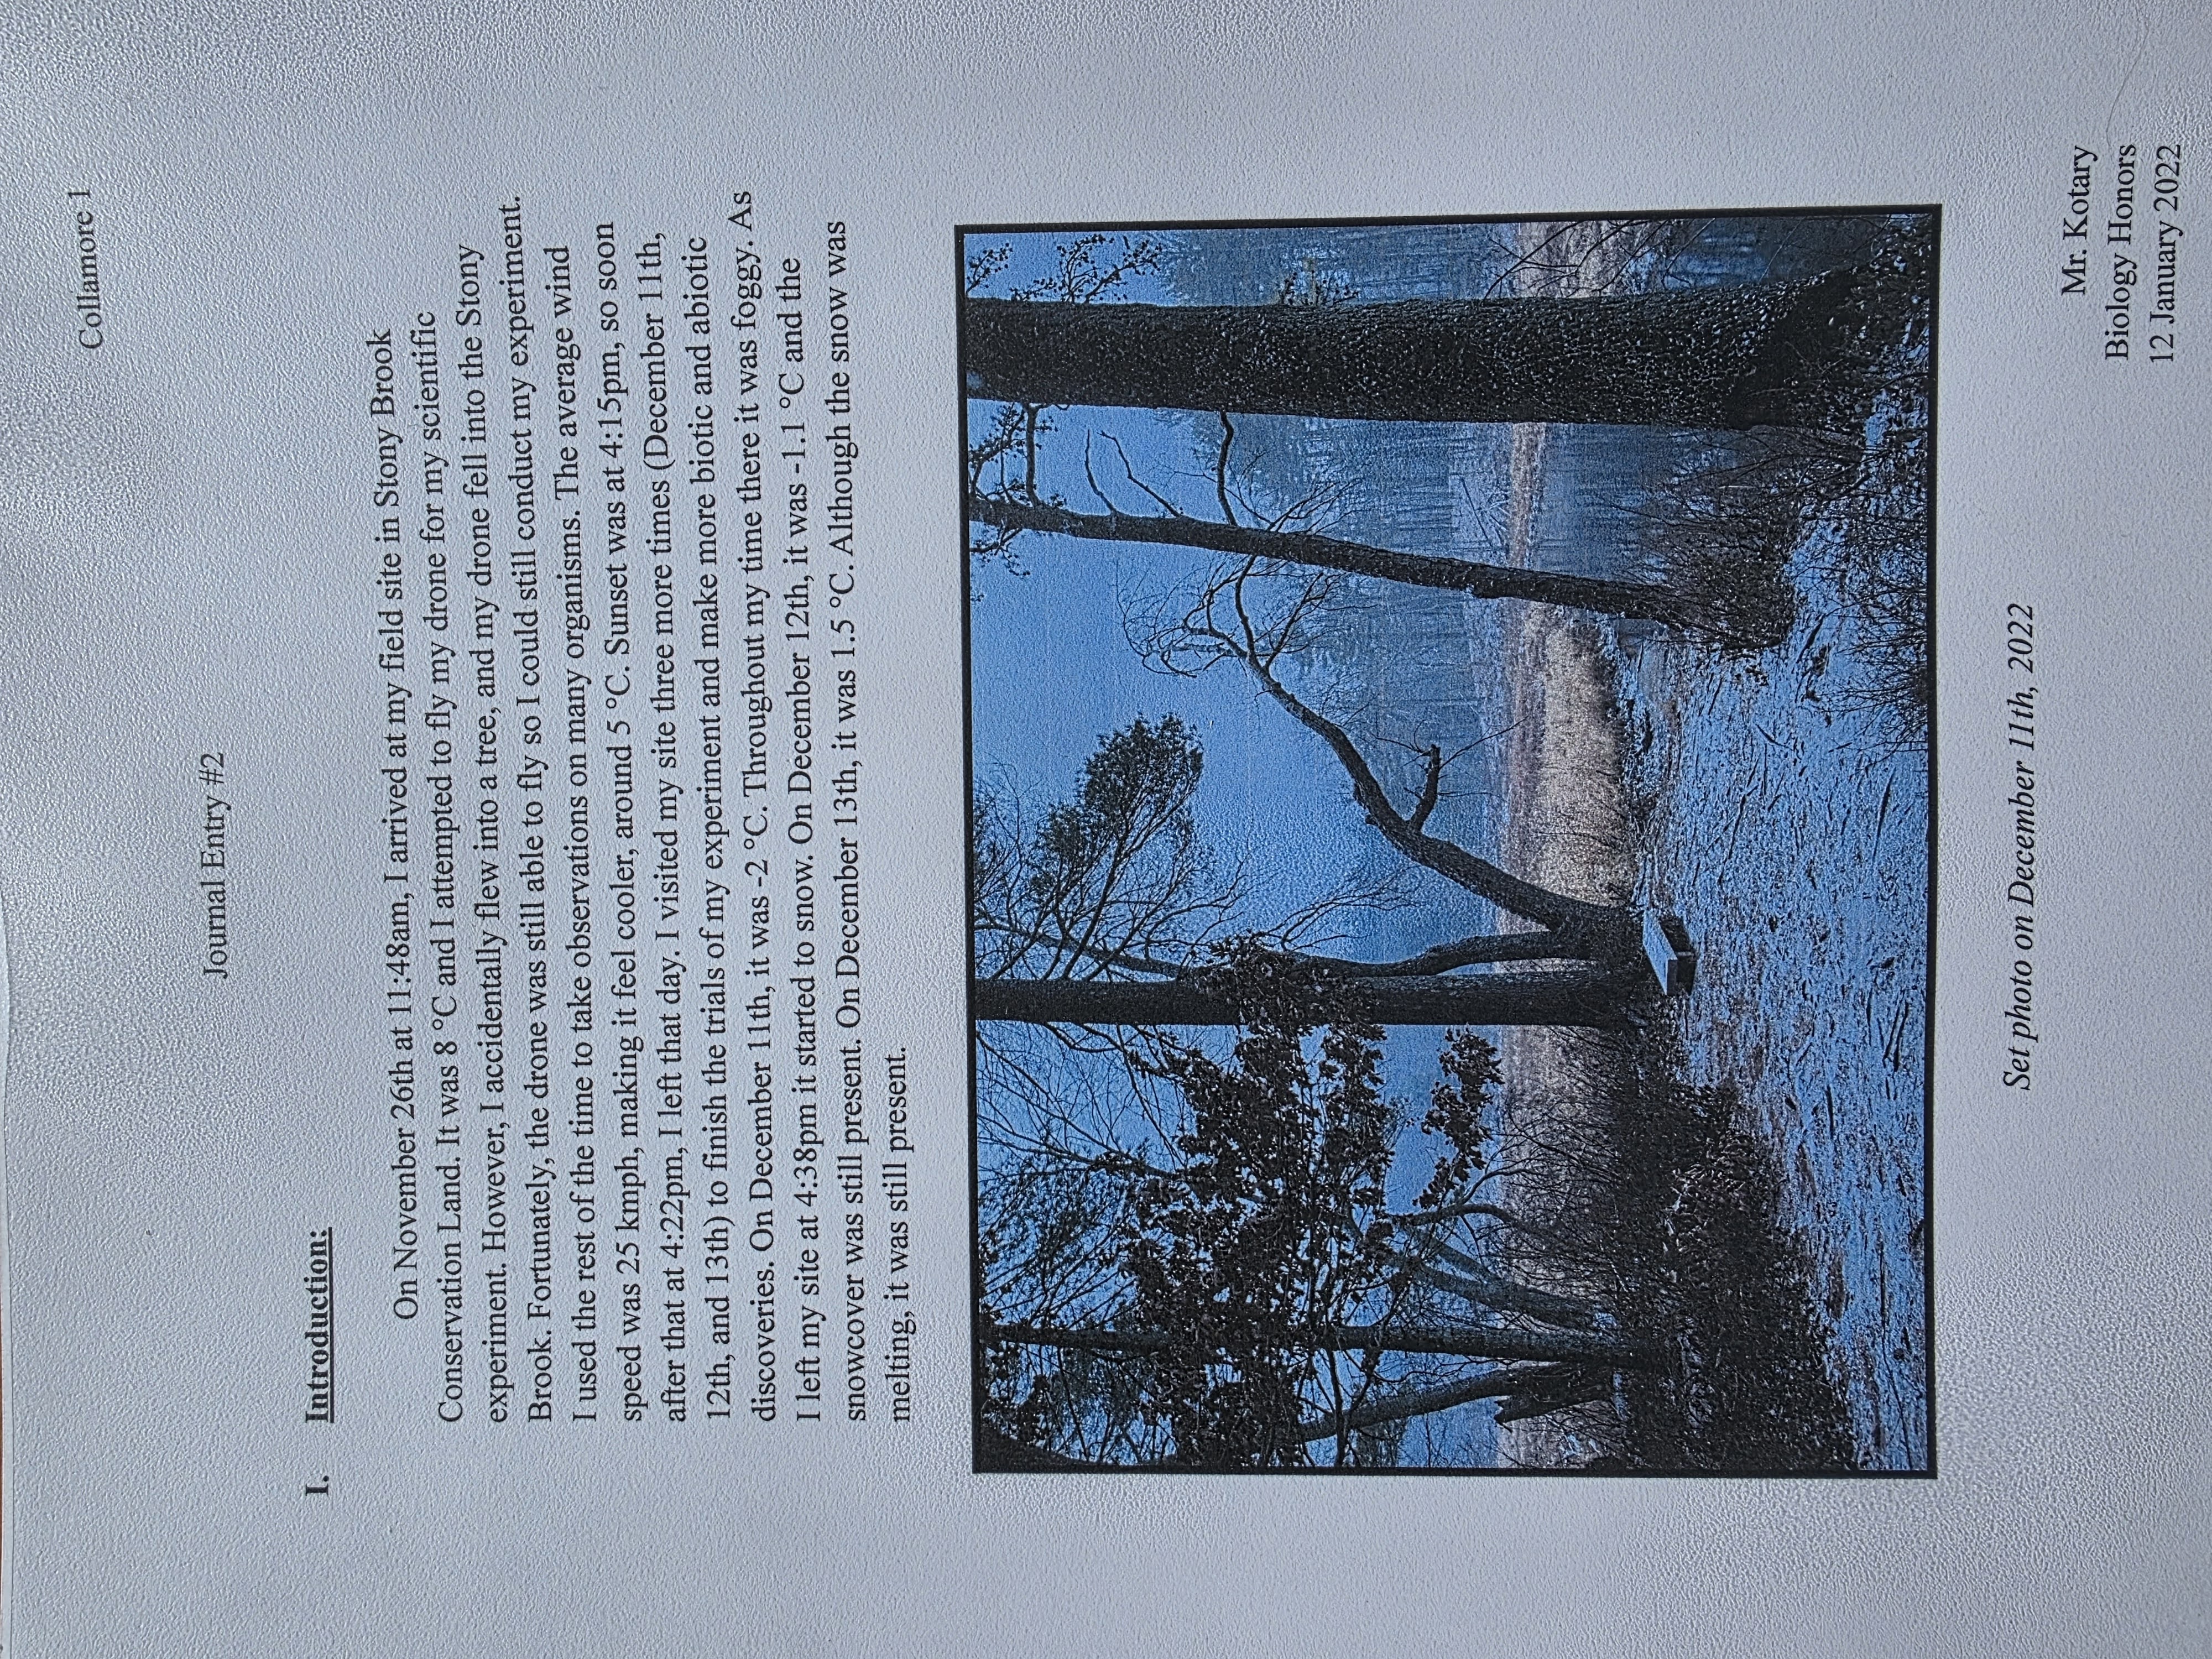 Collamore 1
Journal Entry #2
I. Introduction:
On November 26th at 11:48am, I arrived at my field site in Stony Brook
Conservation Land. It was 8 °C and I attempted to fly my drone for my scientific
experiment. However, I accidentally flew into a tree, and my drone fell into the Stony
Brook. Fortunately, the drone was still able to fly so I could still conduct my experiment.
I used the rest of the time to take observations on many organisms. The average wind
speed was 25 kmph, making it feel cooler, around 5 °C. Sunset was at 4:15pm, so soon
after that at 4:22pm, I left that day. I visited my site three more times (December 11th,
12th, and 13th) to finish the trials of my experiment and make more biotic and abiotic
discoveries. On December 11th, it was -2 °C. Throughout my time there it was foggy. As
I left my site at 4:38pm it started to snow. On December 12th, it was -1.1 °C and the
snowcover was still present. On December 13th, it was 1.5 °C. Although the snow was
melting, it was still present.
Set photo on December 11th, 2022
Mr. Kotary
Biology Honors
12 January 2022